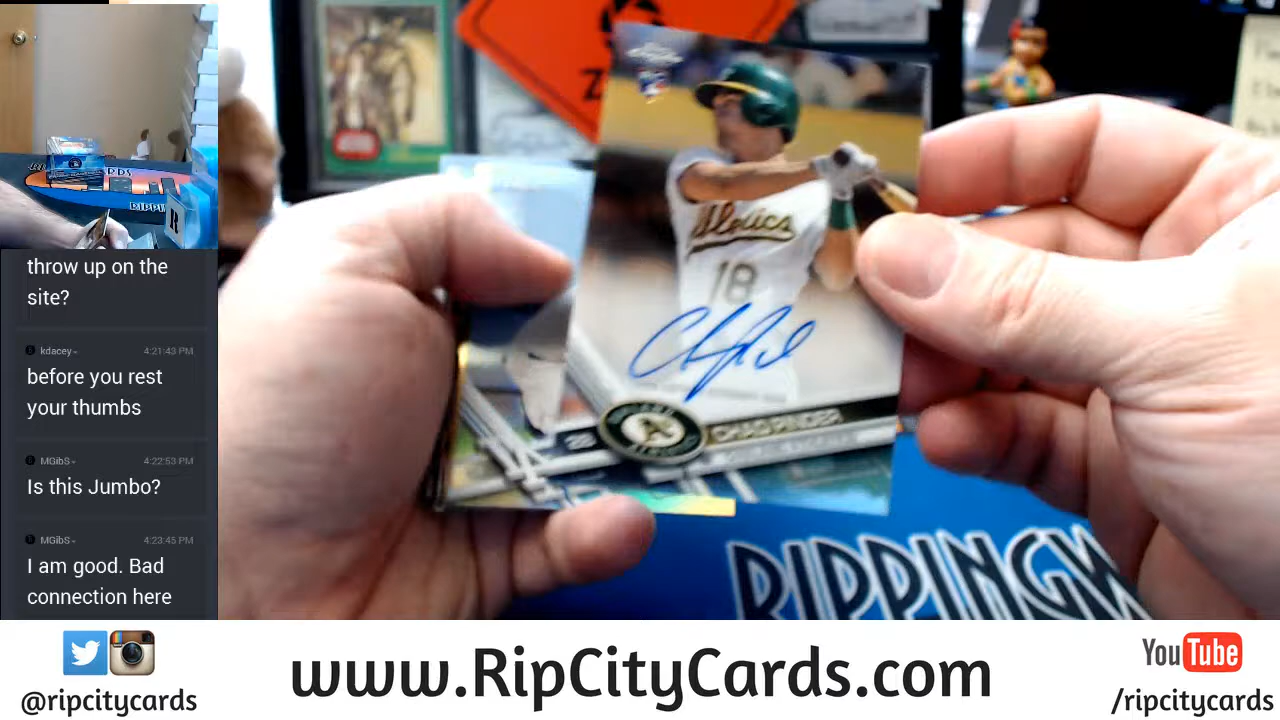 throw up on the
site?
kdacey
4:21:43 PM
before you rest
your thumbs
MGibS
4:22:53 PM
Is this Jumbo?
MGibS
4:23:45 PM
I am good. Bad
connection here
Athletics
18
CHAD PINDER
RIPPINGW
@ripcitycards
www.RipCityCards.com
YouTube
/ripcitycards